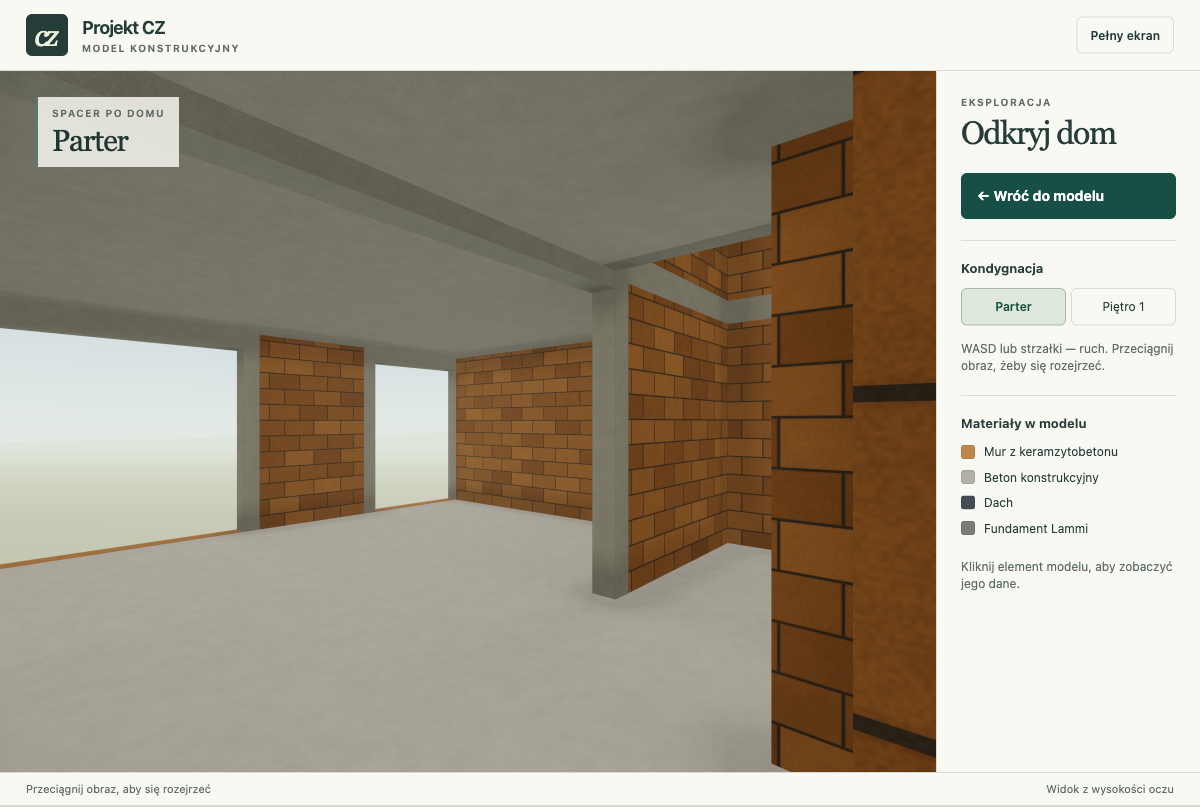 CZ
Projekt CZ
MODEL KONSTRUKCYJNY
Pełny ekran
SPACER PO DOMU
Parter
EKSPLORACJA
Odkryj dom
← Wróć do modelu
Kondygnacja
Parter
Piętro 1
WASD lub strzałki — ruch. Przeciągnij
obraz, żeby się rozejrzeć.
Materiały w modelu
Mur z keramzytobetonu
Beton konstrukcyjny
Dach
Fundament Lammi
Kliknij element modelu, aby zobaczyć
jego dane.
Przeciągnij obraz, aby się rozejrzeć
Widok z wysokości oczu